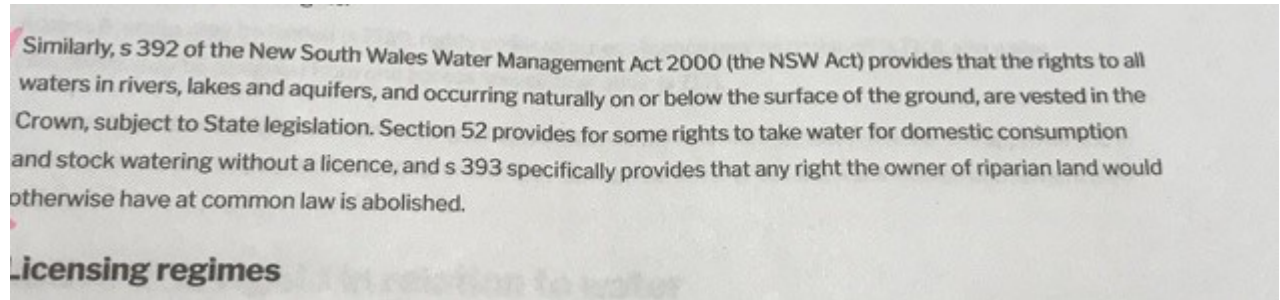 Similarly, s 392 of the New South Wales Water Management Act 2000 (the NSW Act) provides that the rights to all
waters in rivers, lakes and aquifers, and occurring naturally on or below the surface of the ground, are vested in the
Crown, subject to State legislation. Section 52 provides for some rights to take water for domestic consumption
and stock watering without a licence, and s 393 specifically provides that any right the owner of riparian land would
otherwise have at common law is abolished.
Licensing regimes